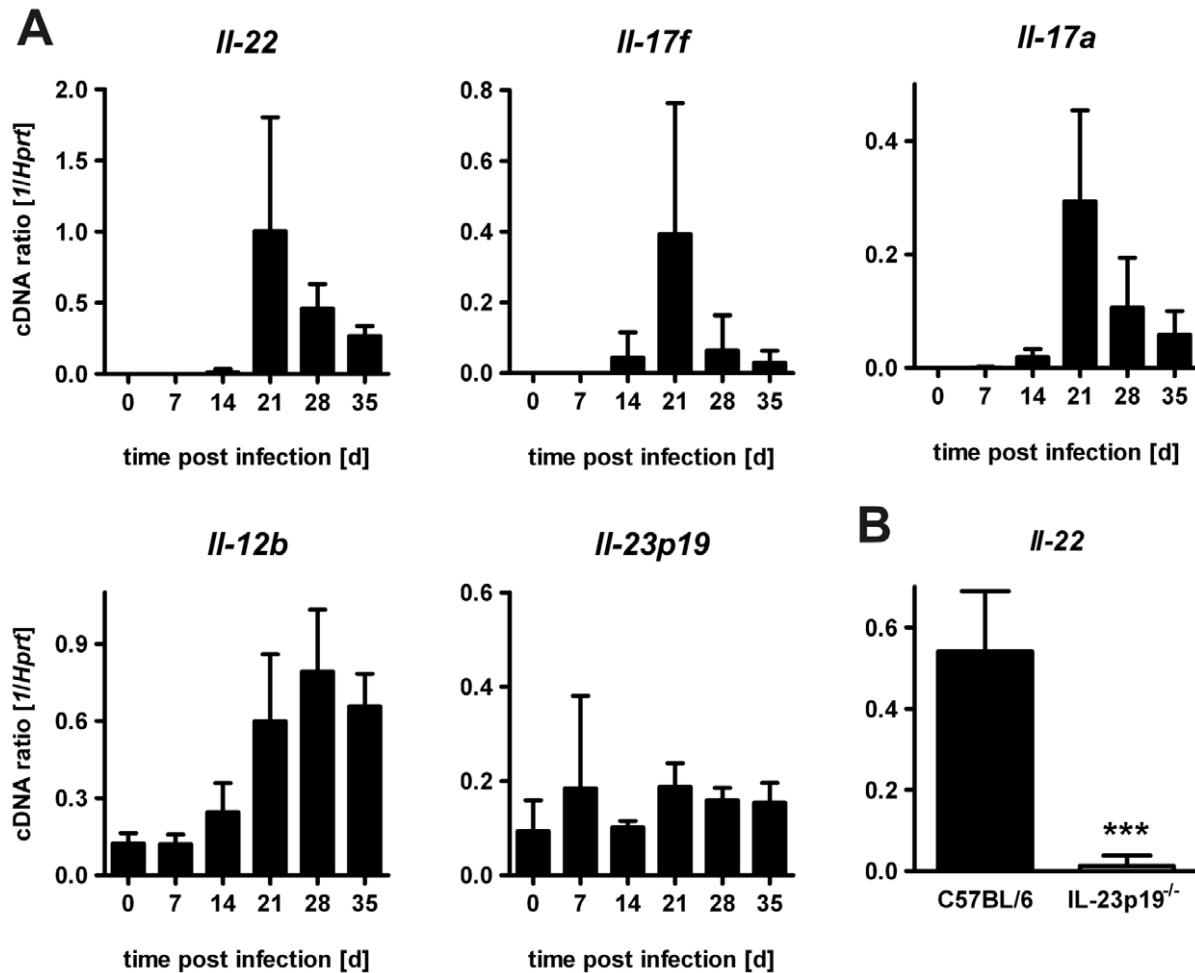 A
Il-22
Il-17f
Il-17a
cDNA ratio [1/Hprt]
2.0
1.5
1.0
0.5
0.0
0 7 14 21 28 35
time post infection [d]
0.8
0.6
0.4
0.2
0.0
0 7 14 21 28 35
time post infection [d]
0.4
0.2
0.0
0 7 14 21 28 35
time post infection [d]
Il-12b
Il-23p19
cDNA ratio [1/Hprt]
0.9
0.6
0.3
0.0
0 7 14 21 28 35
time post infection [d]
0.6
0.4
0.2
0.0
0 7 14 21 28 35
time post infection [d]
B
Il-22
0.6
0.4
0.2
0.0
***
C57BL/6 IL-23p19-/-